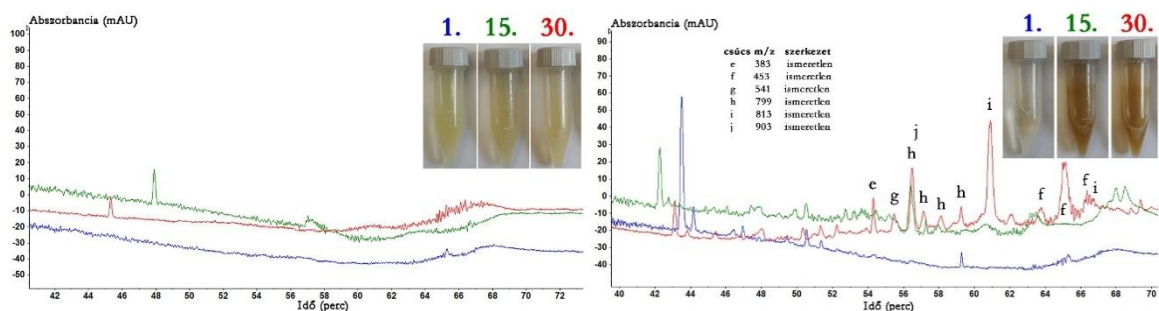 Abszorbancia (mAU)
1. 15. 30.
100
90
80
70
60
50
40
30
20
10
0
-10
-20
-30
-40
-50
42 44 46 48 50 52 54 56 58 60 62 64 66 68 70 72
Idő (perc)
Abszorbancia (mAU)
1. 15. 30.
csúcs m/z szerkezet
e 383 ismeretlen
f 453 ismeretlen
g 541 ismeretlen
h 799 ismeretlen
i 813 ismeretlen
j 903 ismeretlen
90
80
70
60
50
40
30
20
10
0
-10
-20
-30
-40
e g j h h h h i f f f i
40 42 44 46 48 50 52 54 56 58 60 62 64 66 68 70
Idő (perc)